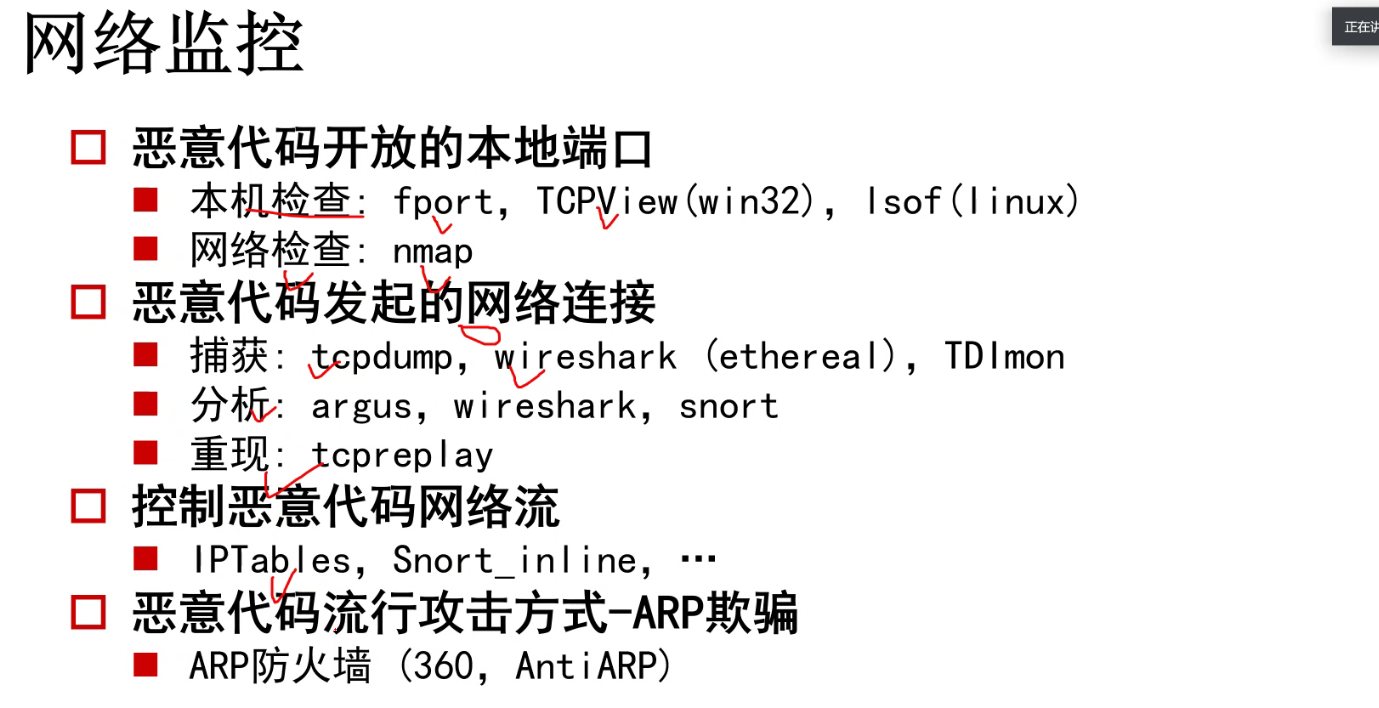 网络监控
正在讲
恶意代码开放的本地端口
本机检查: fport, TCPView(win32), lsof(linux)
网络检查: nmap
恶意代码发起的网络连接
捕获: tcpdump, wireshark (ethereal), TDImon
分析: argus, wireshark, snort
重现: tcpreplay
控制恶意代码网络流
IPTables, Snort_inline, …
恶意代码流行攻击方式-ARP欺骗
ARP防火墙 (360, AntiARP)